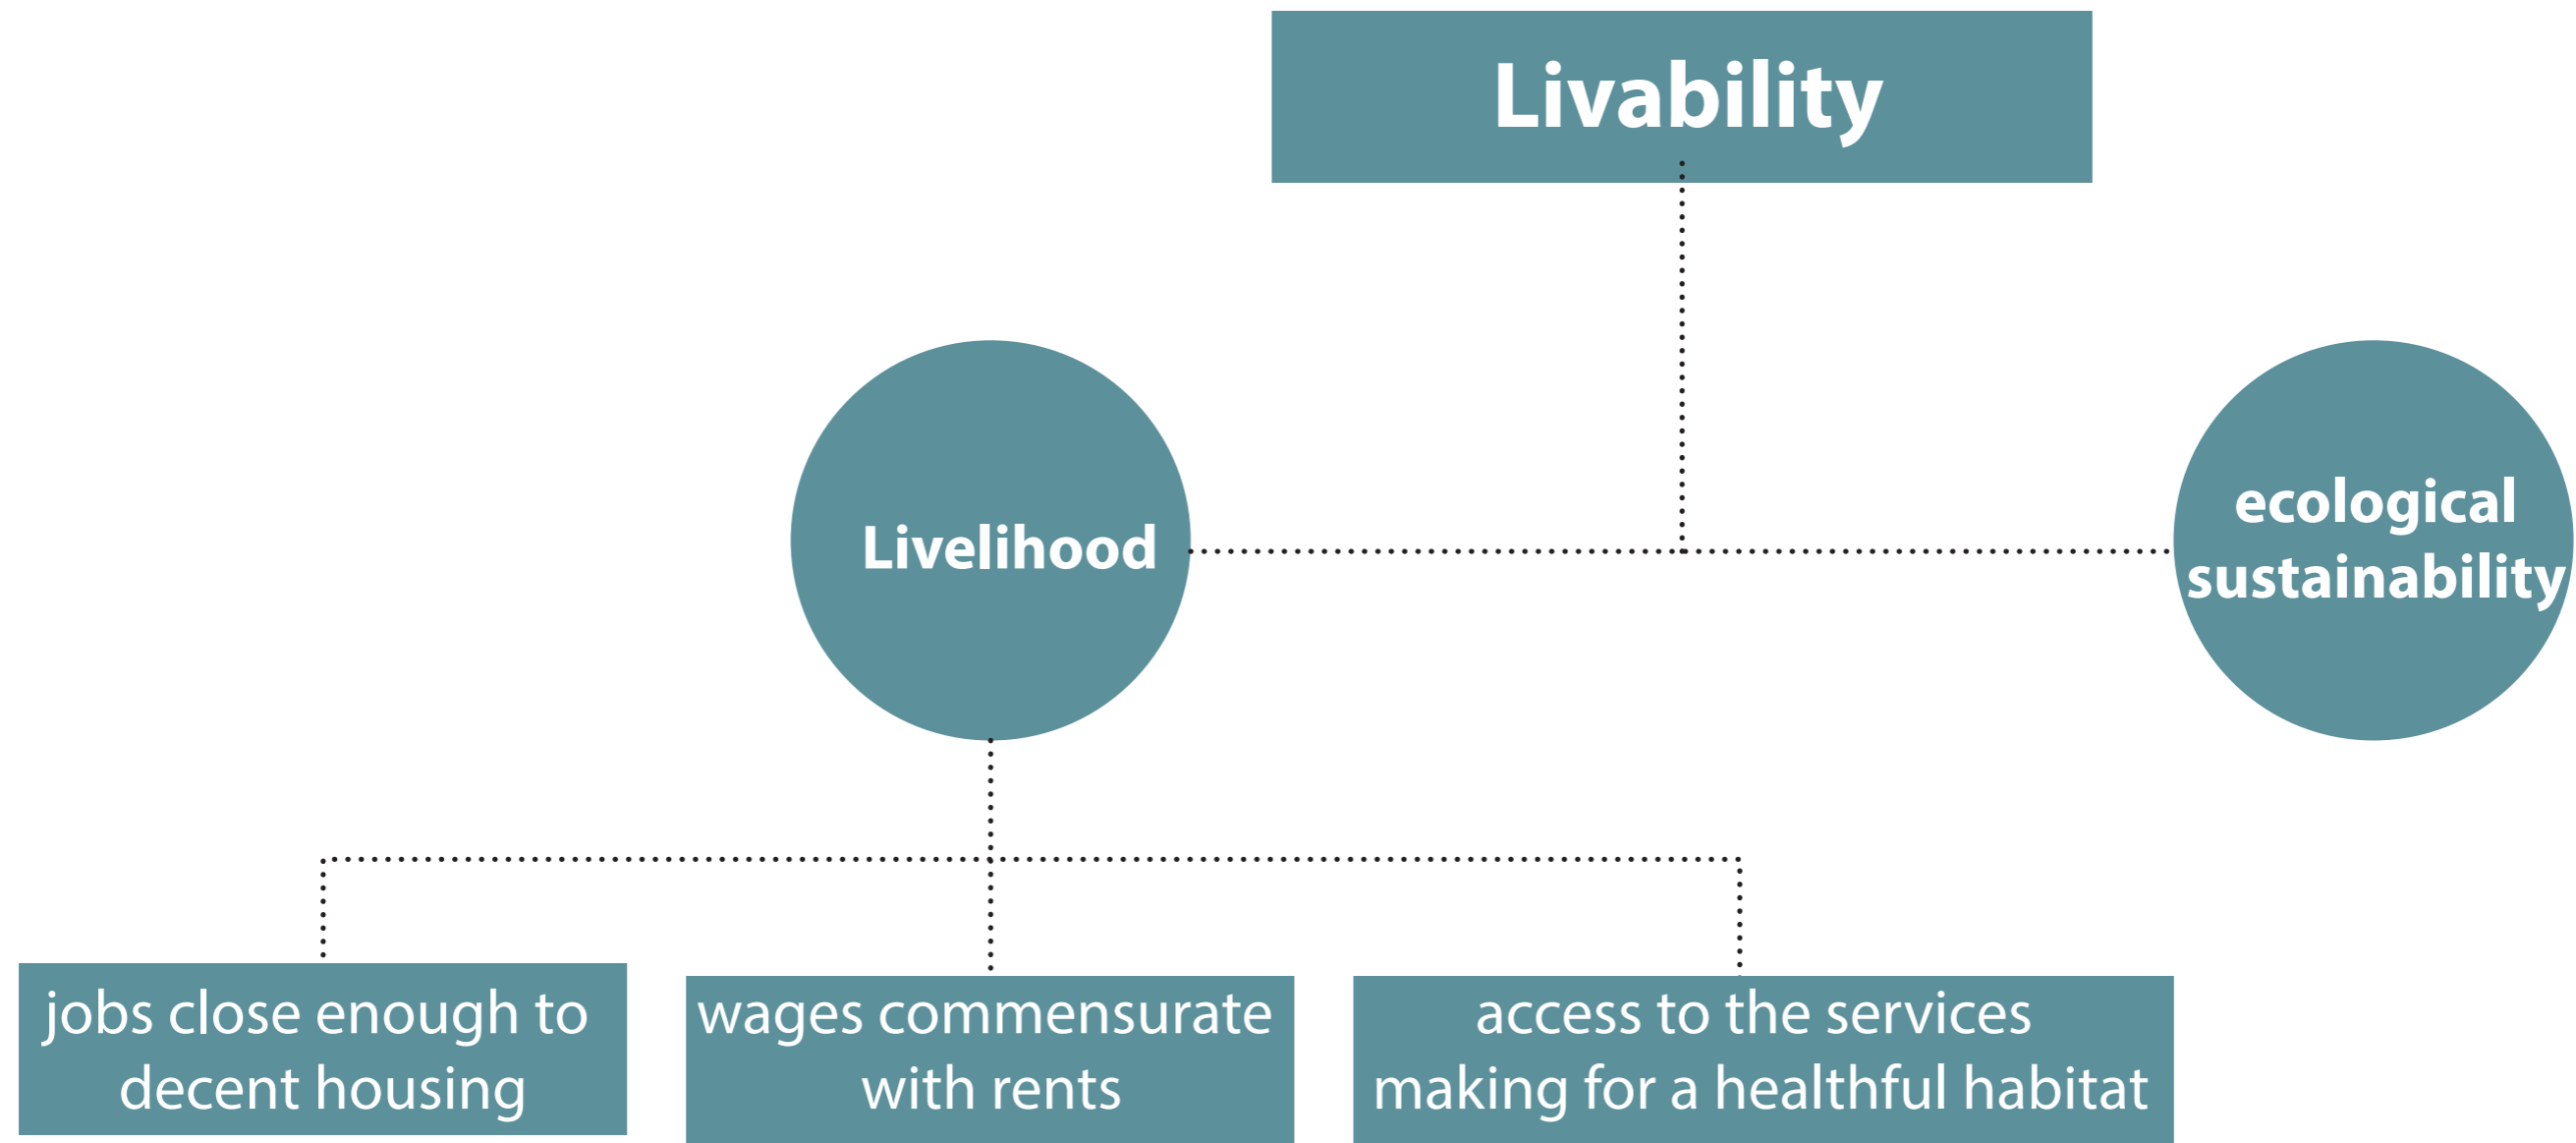 Livability
Livelihood
ecological
sustainability
jobs close enough to
decent housing
wages commensurate
with rents
access to the services
making for a healthful habitat